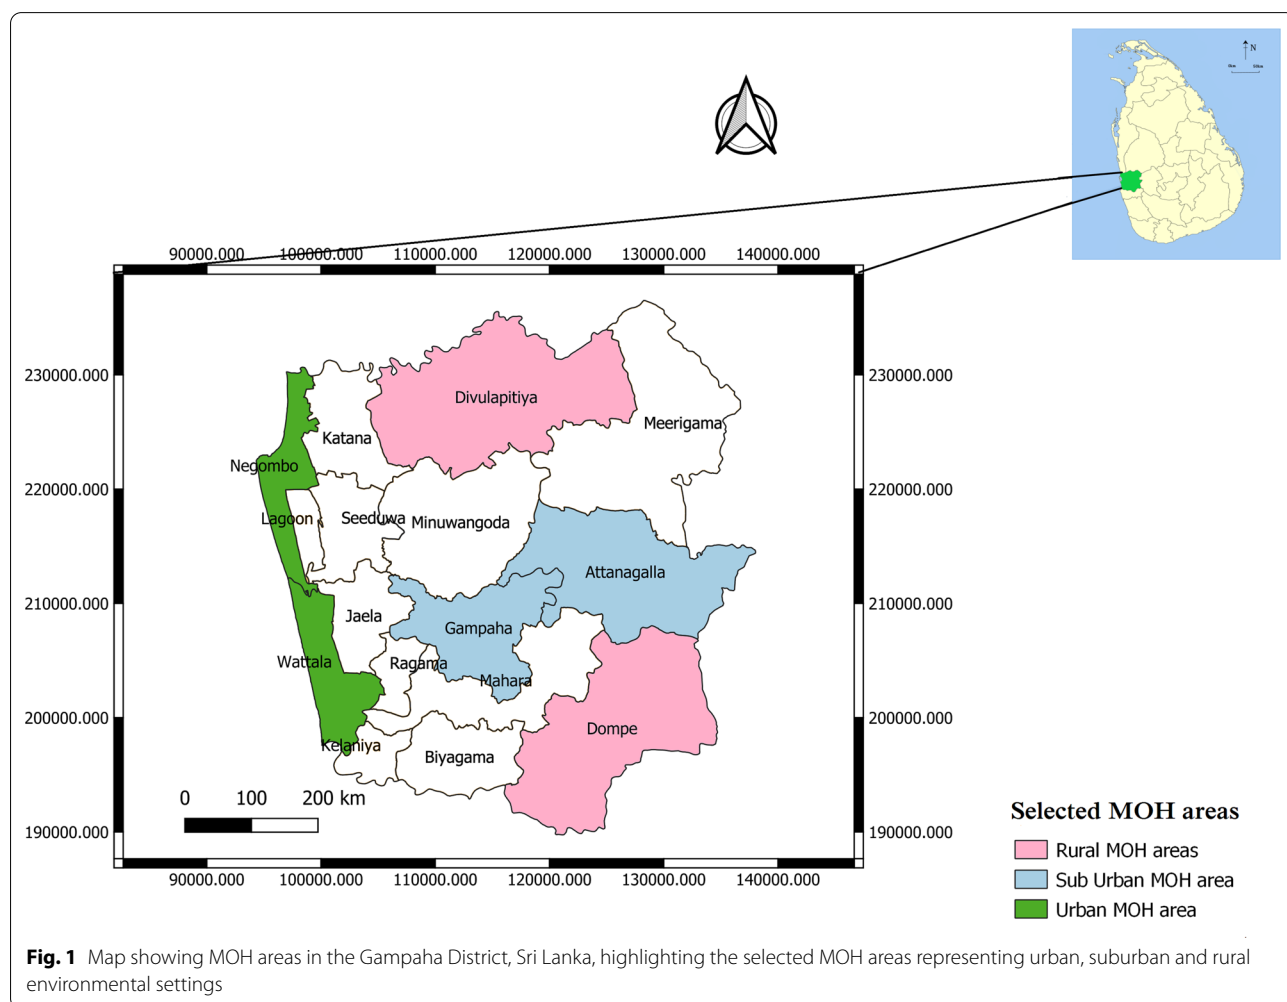 N
90000.000 100000.000 110000.000 120000.000 130000.000 140000.000
230000.000 230000.000
Divulapitiya
Meerigama
Katana
Negombo
220000.000 220000.000
Lagoon Seeduwa Minuwangoda
Attanagalla
210000.000 210000.000
Jaela
Gampaha
Wattala Ragama
Mahara
200000.000 200000.000
Dompe
Kelaniya
Biyagama
0 100 200 km
190000.000 190000.000
90000.000 100000.000 110000.000 120000.000 130000.000 140000.000
Selected MOH areas
Rural MOH areas
Sub Urban MOH area
Urban MOH area
Fig. 1 Map showing MOH areas in the Gampaha District, Sri Lanka, highlighting the selected MOH areas representing urban, suburban and rural
environmental settings